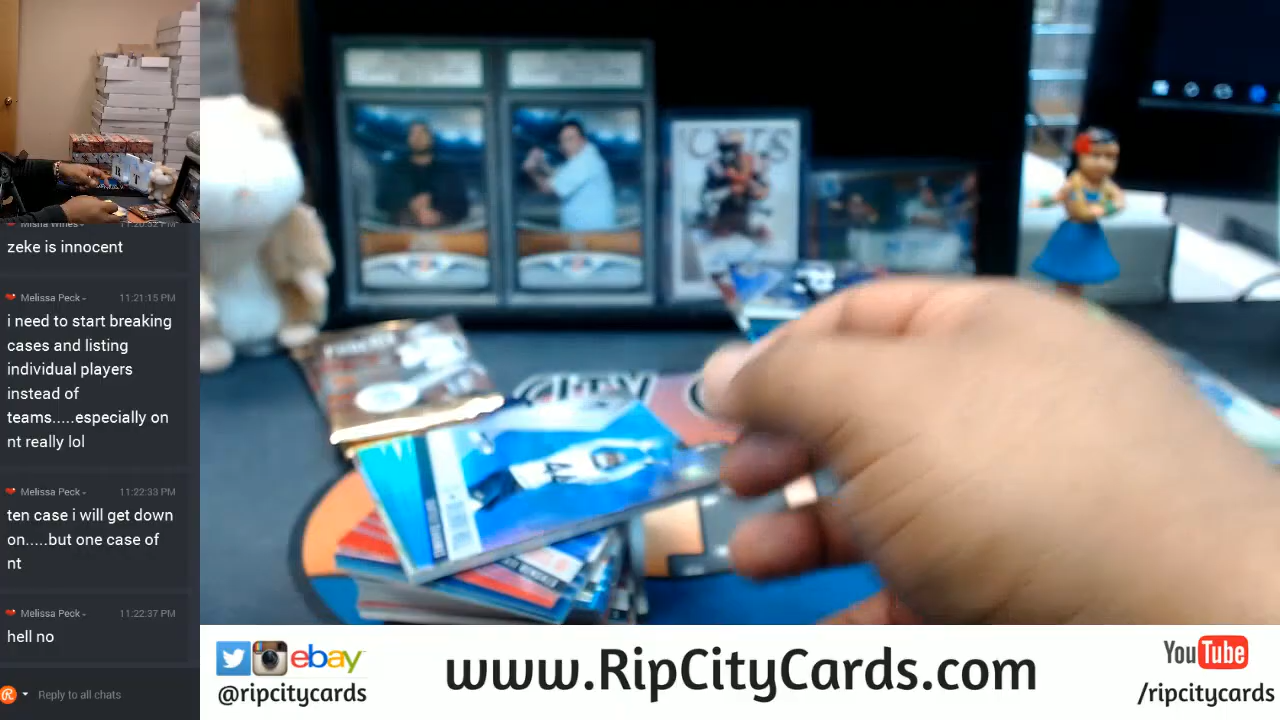 Misha Wines-
11:20:52 PM
zeke is innocent
Melissa Peck-
11:21:15 PM
i need to start breaking
cases and listing
individual players
instead of
teams.....especially on
nt really lol
Melissa Peck-
11:22:33 PM
ten case i will get down
on.....but one case of
nt
Melissa Peck-
11:22:37 PM
hell no
Reply to all chats
CITY
ebay
@ripcitycards
www.RipCityCards.com
YouTube
/ripcitycards